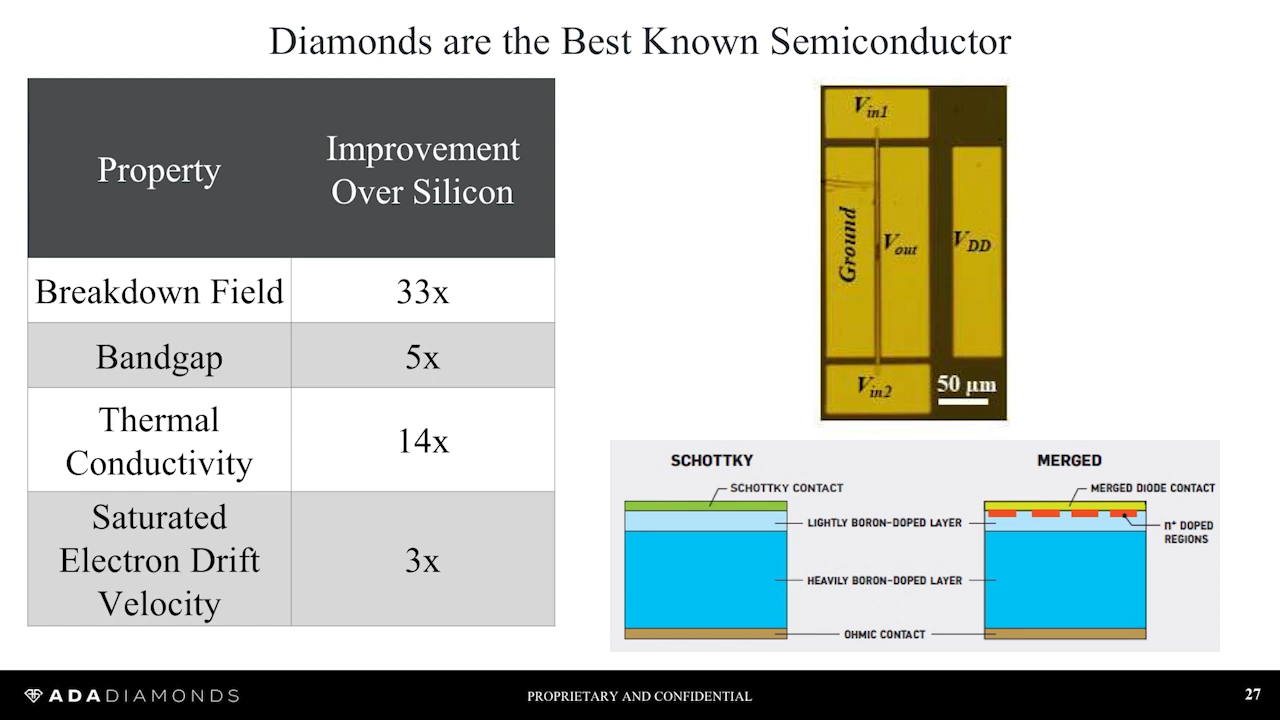 Diamonds are the Best Known Semiconductor
Property
Improvement
Over Silicon
Breakdown Field
33x
Bandgap
5x
Thermal
Conductivity
14x
Saturated
Electron Drift
Velocity
3x
Vin1
Ground
Vout
VDD
Vin2
50 µm
SCHOTTKY
MERGED
SCHOTTKY CONTACT
MERGED DIODE CONTACT
LIGHTLY BORON-DOPED LAYER
n+ DOPED
REGIONS
HEAVILY BORON-DOPED LAYER
OHMIC CONTACT
ADADIAMONDS
PROPRIETARY AND CONFIDENTIAL
27